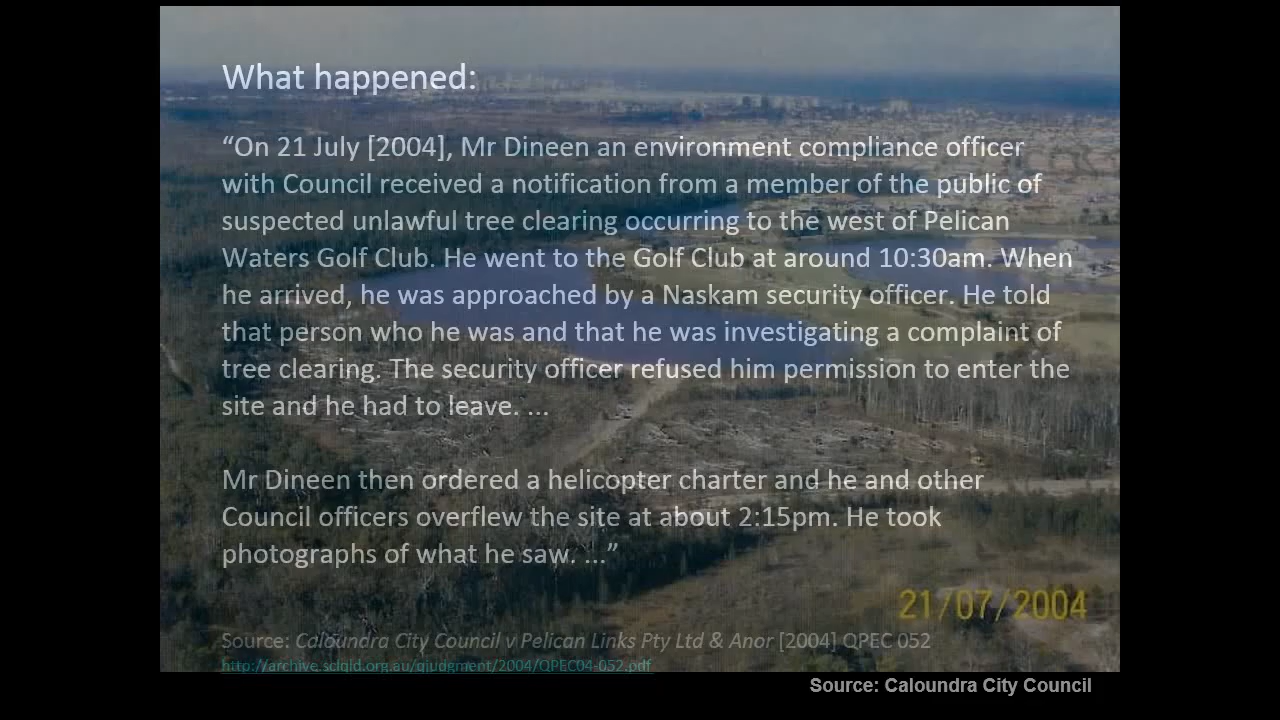 What happened:
“On 21 July [2004], Mr Dineen an environment compliance officer
with Council received a notification from a member of the public of
suspected unlawful tree clearing occurring to the west of Pelican
Waters Golf Club. He went to the Golf Club at around 10:30am. When
he arrived, he was approached by a Naskam security officer. He told
that person who he was and that he was investigating a complaint of
tree clearing. The security officer refused him permission to enter the
site and he had to leave. ...
Mr Dineen then ordered a helicopter charter and he and other
Council officers overflew the site at about 2:15pm. He took
photographs of what he saw. ...”
21/07/2004
Source: Caloundra City Council v Pelican Links Pty Ltd & Anor [2004] QPEC 052
http://archive.sclqld.org.au/qjudgment/2004/QPEC04-052.pdf
Source: Caloundra City Council